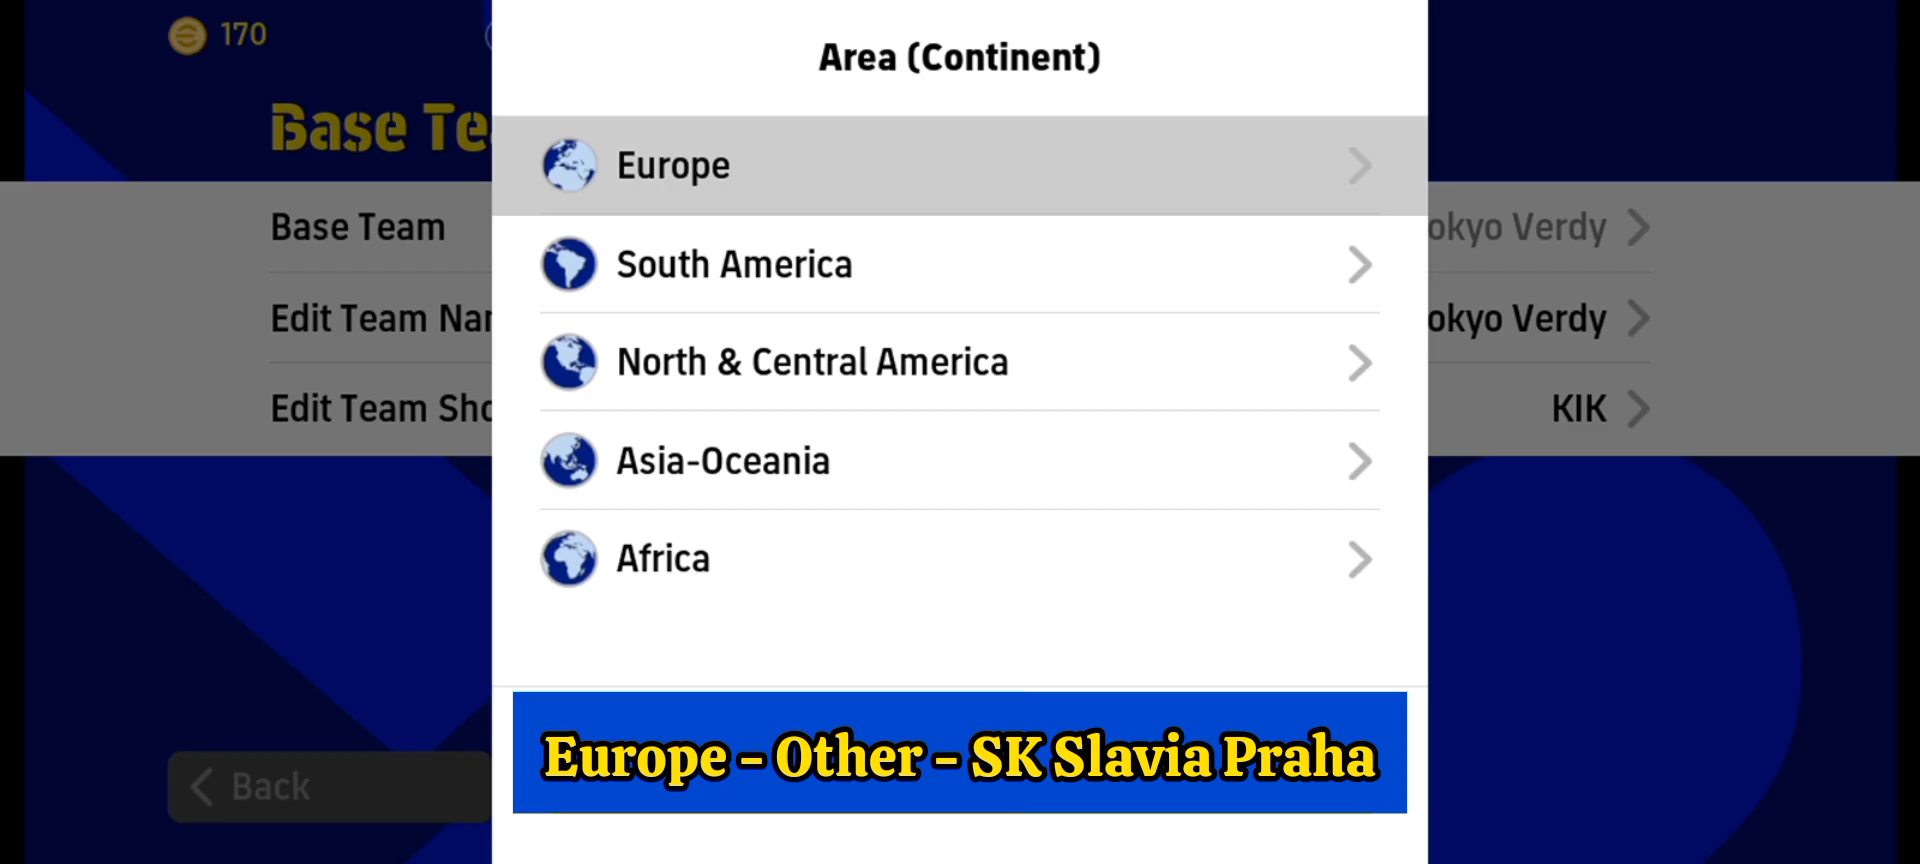 170
Area (Continent)
Base Te
Europe
Base Team
okyo Verdy
South America
Edit Team Nar
okyo Verdy
North & Central America
Edit Team Sho
KIK
Asia-Oceania
Africa
Europe - Other - SK Slavia Praha
Back